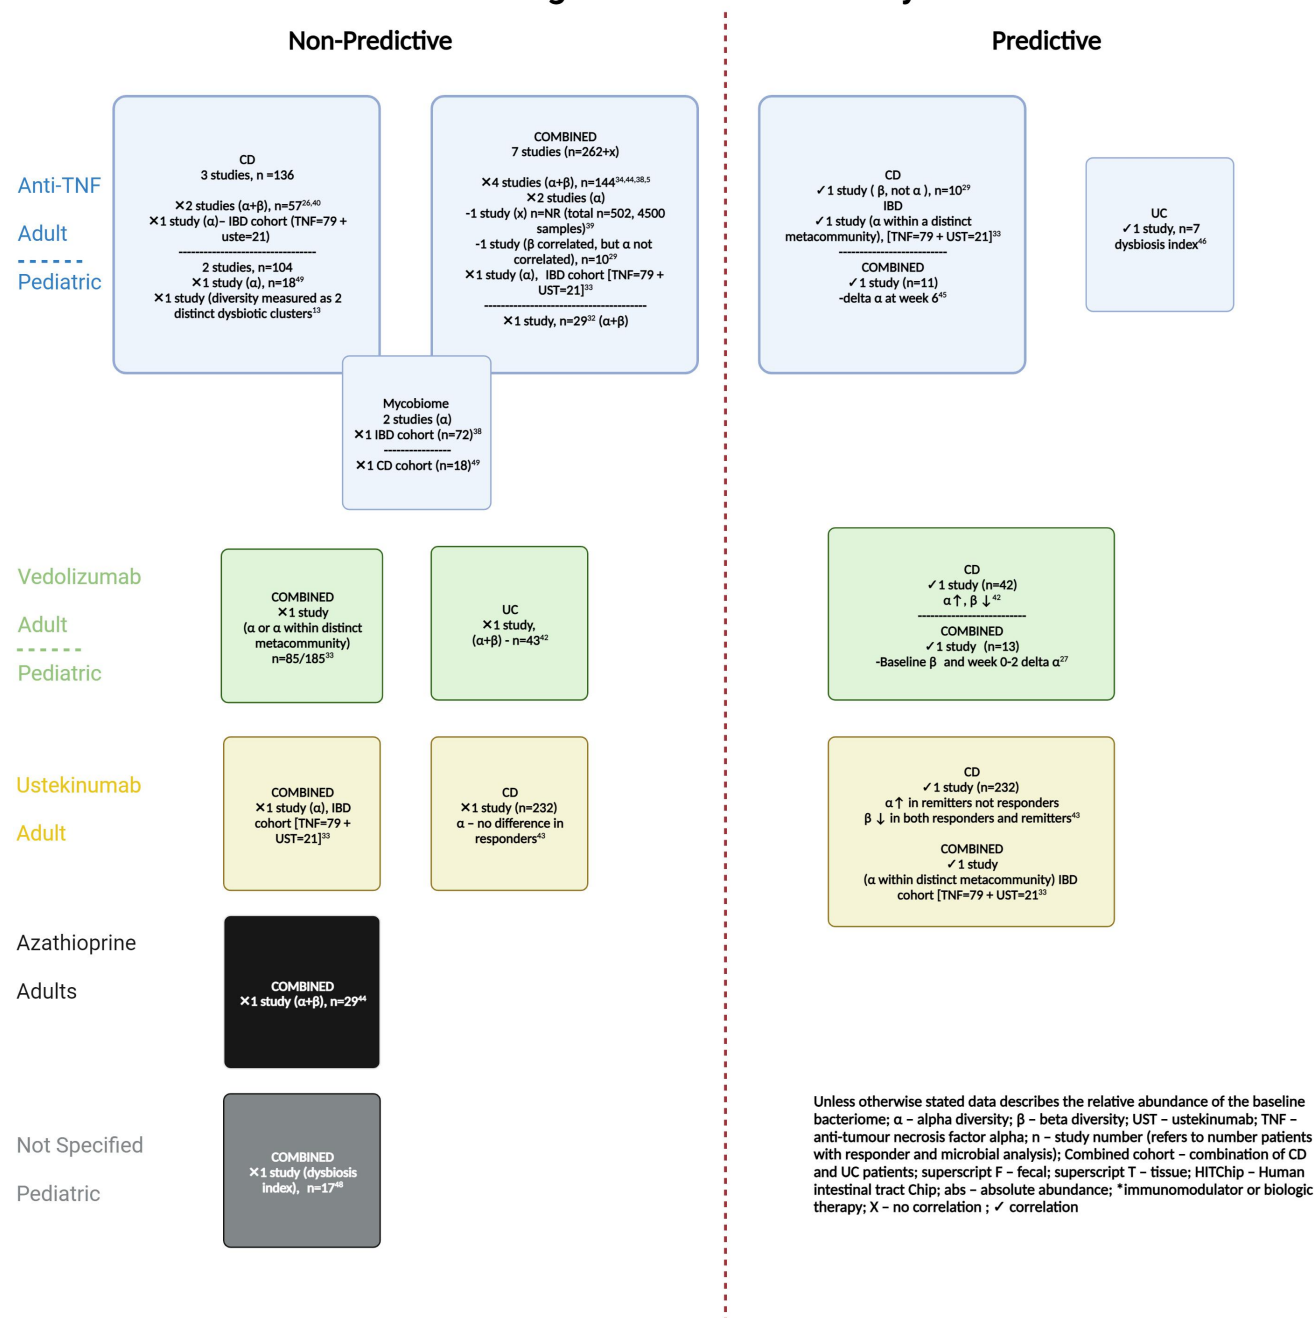 Non-Predictive
Predictive
Anti-TNF
Adult
Pediatric
CD
3 studies, n =136
✕2 studies (α+β), n=57²⁶,⁴⁰
✕1 study (α)– IBD cohort (TNF=79 +
uste=21)
--------------------------------
2 studies, n=104
✕1 study (α), n=18⁴⁹
✕1 study (diversity measured as 2
distinct dysbiotic clusters¹³
COMBINED
7 studies (n=262+x)
✕4 studies (α+β), n=144³⁴,⁴⁴,³⁸,⁵
✕2 studies (α)
-1 study (x) n=NR (total n=502, 4500
samples)³⁹
-1 study (β correlated, but α not
correlated), n=10²⁹
✕1 study (α), IBD cohort [TNF=79 +
UST=21]³³
--------------------------------------
✕1 study, n=29³² (α+β)
Mycobiome
2 studies (α)
✕1 IBD cohort (n=72)³⁸
----------------
✕1 CD cohort (n=18)⁴⁹
CD
✓1 study ( β, not α ), n=10²⁹
IBD
✓1 study (α within a distinct
metacommunity), [TNF=79 + UST=21]³³
-------------------------
COMBINED
✓1 study (n=11)
-delta α at week 6⁴⁵
UC
✓1 study, n=7
dysbiosis index⁴⁶
Vedolizumab
Adult
Pediatric
COMBINED
✕1 study
(α or α within distinct
metacommunity)
n=85/185³³
UC
✕1 study,
(α+β) - n=43⁴²
CD
✓1 study (n=42)
α↑, β ↓⁴²
-------------------------
COMBINED
✓1 study (n=13)
-Baseline β and week 0-2 delta α²⁷
Ustekinumab
Adult
COMBINED
✕1 study (α), IBD
cohort [TNF=79 +
UST=21]³³
CD
✕1 study (n=232)
α – no difference in
responders⁴³
CD
✓1 study (n=232)
α↑ in remitters not responders
β ↓ in both responders and remitters⁴³
COMBINED
✓1 study
(α within distinct metacommunity) IBD
cohort [TNF=79 + UST=21³³
Azathioprine
Adults
COMBINED
✕1 study (α+β), n=29⁴⁴
Not Specified
Pediatric
COMBINED
✕1 study (dysbiosis
index), n=17⁴⁸
Unless otherwise stated data describes the relative abundance of the baseline
bacteriome; α – alpha diversity; β – beta diversity; UST – ustekinumab; TNF –
anti-tumour necrosis factor alpha; n – study number (refers to number patients
with responder and microbial analysis); Combined cohort – combination of CD
and UC patients; superscript F – fecal; superscript T – tissue; HITChip – Human
intestinal tract Chip; abs – absolute abundance; *immunomodulator or biologic
therapy; X – no correlation ; ✓ correlation